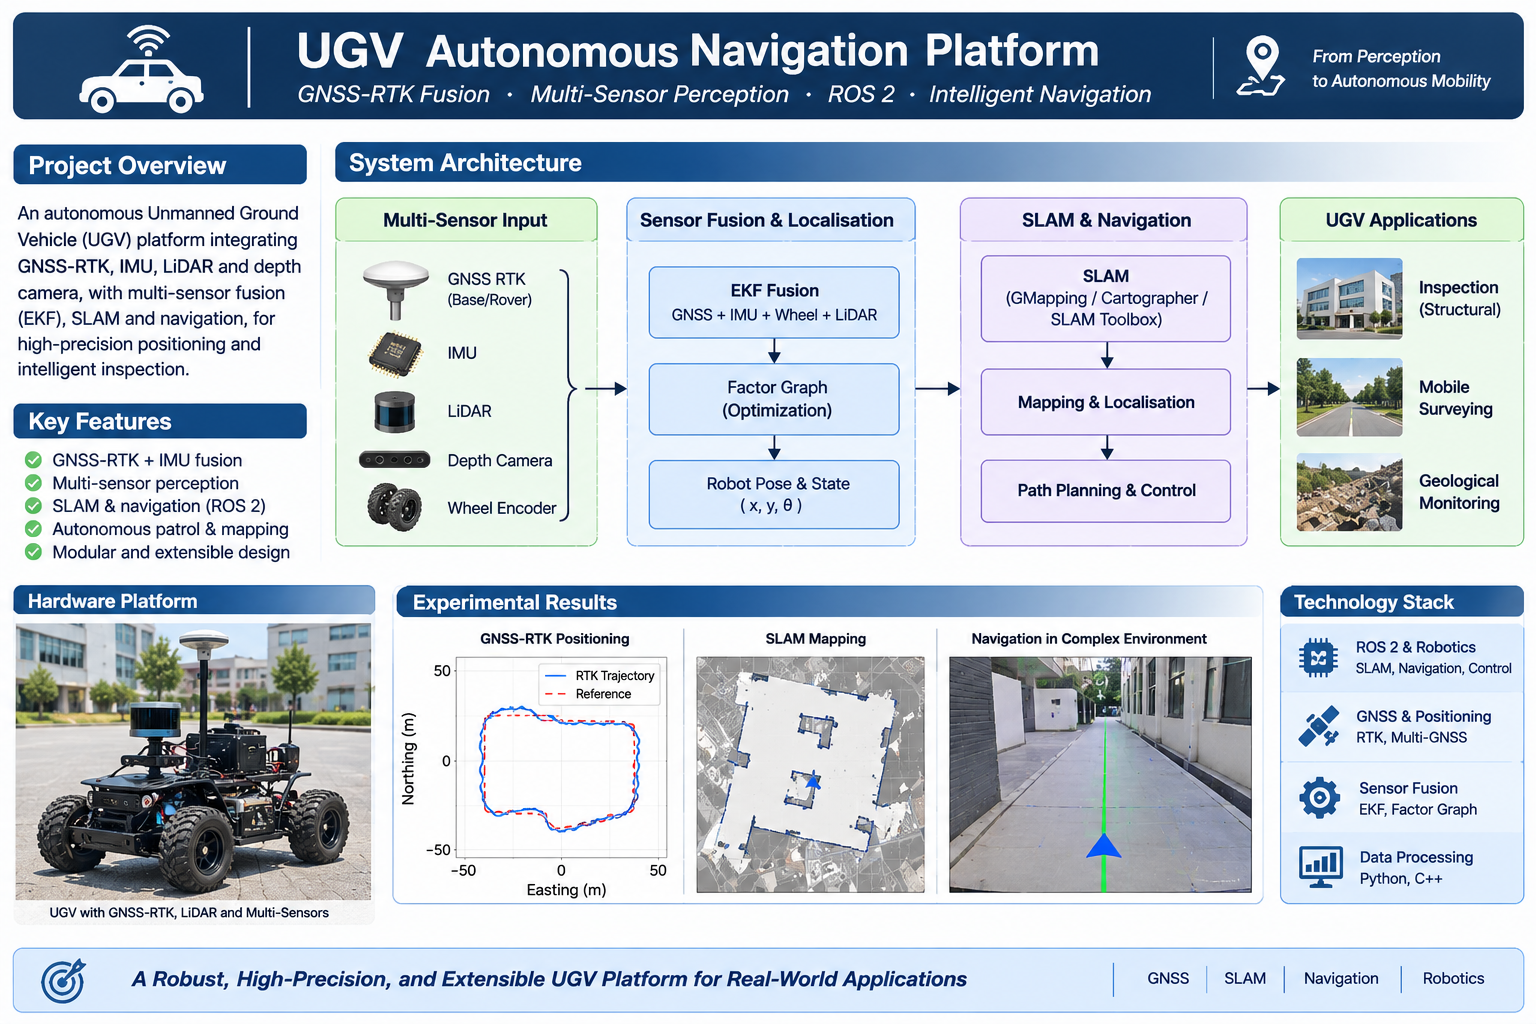 UGV Autonomous Navigation Platform
GNSS-RTK Fusion · Multi-Sensor Perception · ROS 2 · Intelligent Navigation
From Perception
to Autonomous Mobility
Project Overview
An autonomous Unmanned Ground
Vehicle (UGV) platform integrating
GNSS-RTK, IMU, LiDAR and depth
camera, with multi-sensor fusion
(EKF), SLAM and navigation, for
high-precision positioning and
intelligent inspection.
Key Features
GNSS-RTK + IMU fusion
Multi-sensor perception
SLAM & navigation (ROS 2)
Autonomous patrol & mapping
Modular and extensible design
System Architecture
Multi-Sensor Input
GNSS RTK
(Base/Rover)
IMU
LiDAR
Depth Camera
Wheel Encoder
Sensor Fusion & Localisation
EKF Fusion
GNSS + IMU + Wheel + LiDAR
Factor Graph
(Optimization)
Robot Pose & State
( x, y, θ )
SLAM & Navigation
SLAM
(GMapping / Cartographer /
SLAM Toolbox)
Mapping & Localisation
Path Planning & Control
UGV Applications
Inspection
(Structural)
Mobile
Surveying
Geological
Monitoring
Hardware Platform
UGV with GNSS-RTK, LiDAR and Multi-Sensors
Experimental Results
GNSS-RTK Positioning
RTK Trajectory
Reference
Northing (m)
50
0
−50
−50
0
50
Easting (m)
SLAM Mapping
Navigation in Complex Environment
Technology Stack
ROS 2 & Robotics
SLAM, Navigation, Control
GNSS & Positioning
RTK, Multi-GNSS
Sensor Fusion
EKF, Factor Graph
Data Processing
Python, C++
A Robust, High-Precision, and Extensible UGV Platform for Real-World Applications
GNSS
SLAM
Navigation
Robotics